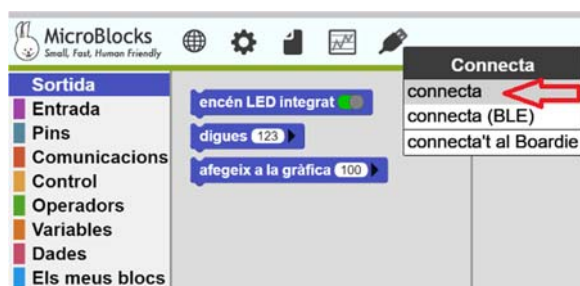 MicroBlocks
Small, Fast, Human Friendly
Connecta
connecta
connecta (BLE)
connecta't al Boardie
Sortida
Entrada
Pins
Comunicacions
Control
Operadors
Variables
Dades
Els meus blocs
encén LED integrat
digues 123
afegeix a la gràfica 100